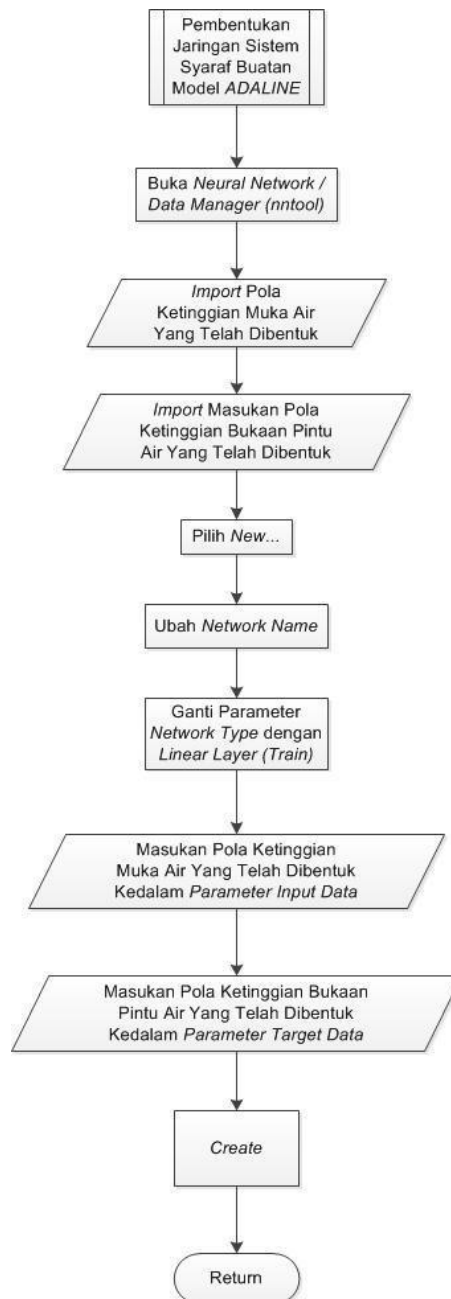 Pembentukan
Jaringan Sistem
Syaraf Buatan
Model ADALINE
Buka Neural Network /
Data Manager (nntool)
Import Pola
Ketinggian Muka Air
Yang Telah Dibentuk
Import Masukan Pola
Ketinggian Bukaan Pintu
Air Yang Telah Dibentuk
Pilih New...
Ubah Network Name
Ganti Parameter
Network Type dengan
Linear Layer (Train)
Masukan Pola Ketinggian
Muka Air Yang Telah Dibentuk
Kedalam Parameter Input Data
Masukan Pola Ketinggian Bukaan
Pintu Air Yang Telah Dibentuk
Kedalam Parameter Target Data
Create
Return